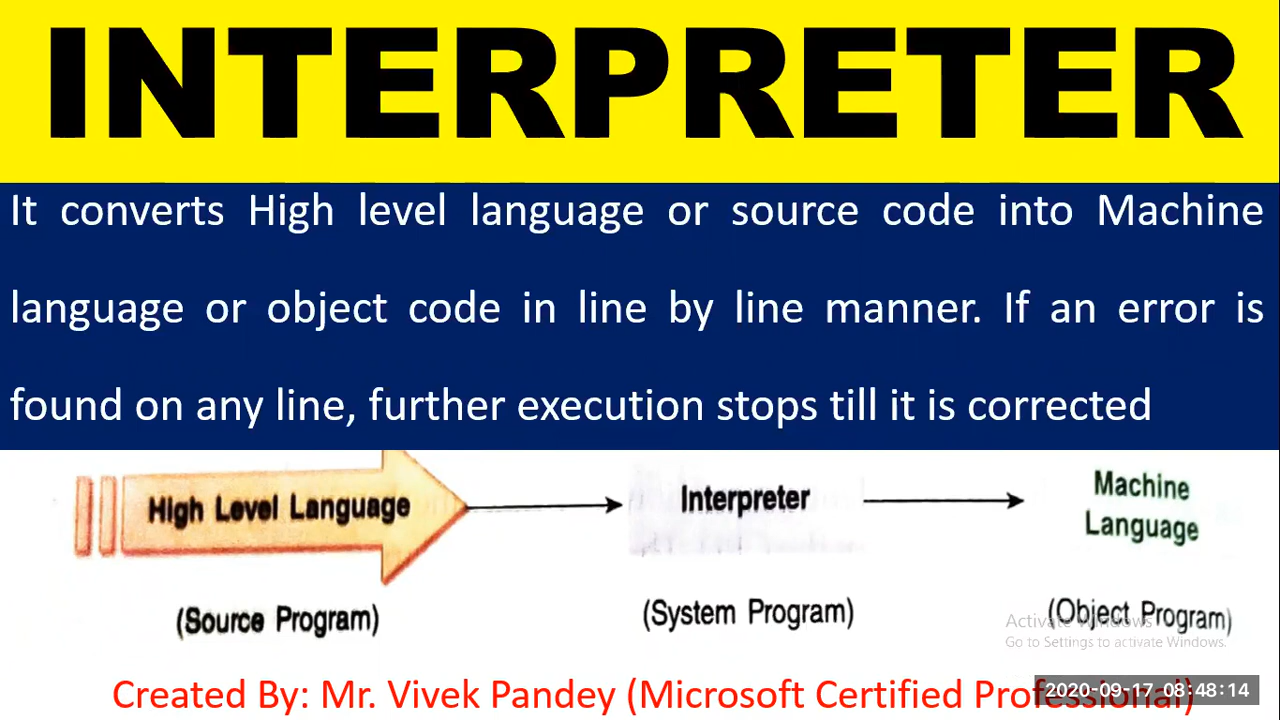 INTERPRETER
It converts High level language or source code into Machine
language or object code in line by line manner. If an error is
found on any line, further execution stops till it is corrected
High Level Language
Interpreter
Machine
Language
(Source Program)
(System Program)
(Object Program)
Activate Windows
Go to Settings to activate Windows.
Created By: Mr. Vivek Pandey (Microsoft Certified Professional)
2020-09-17 08:48:14